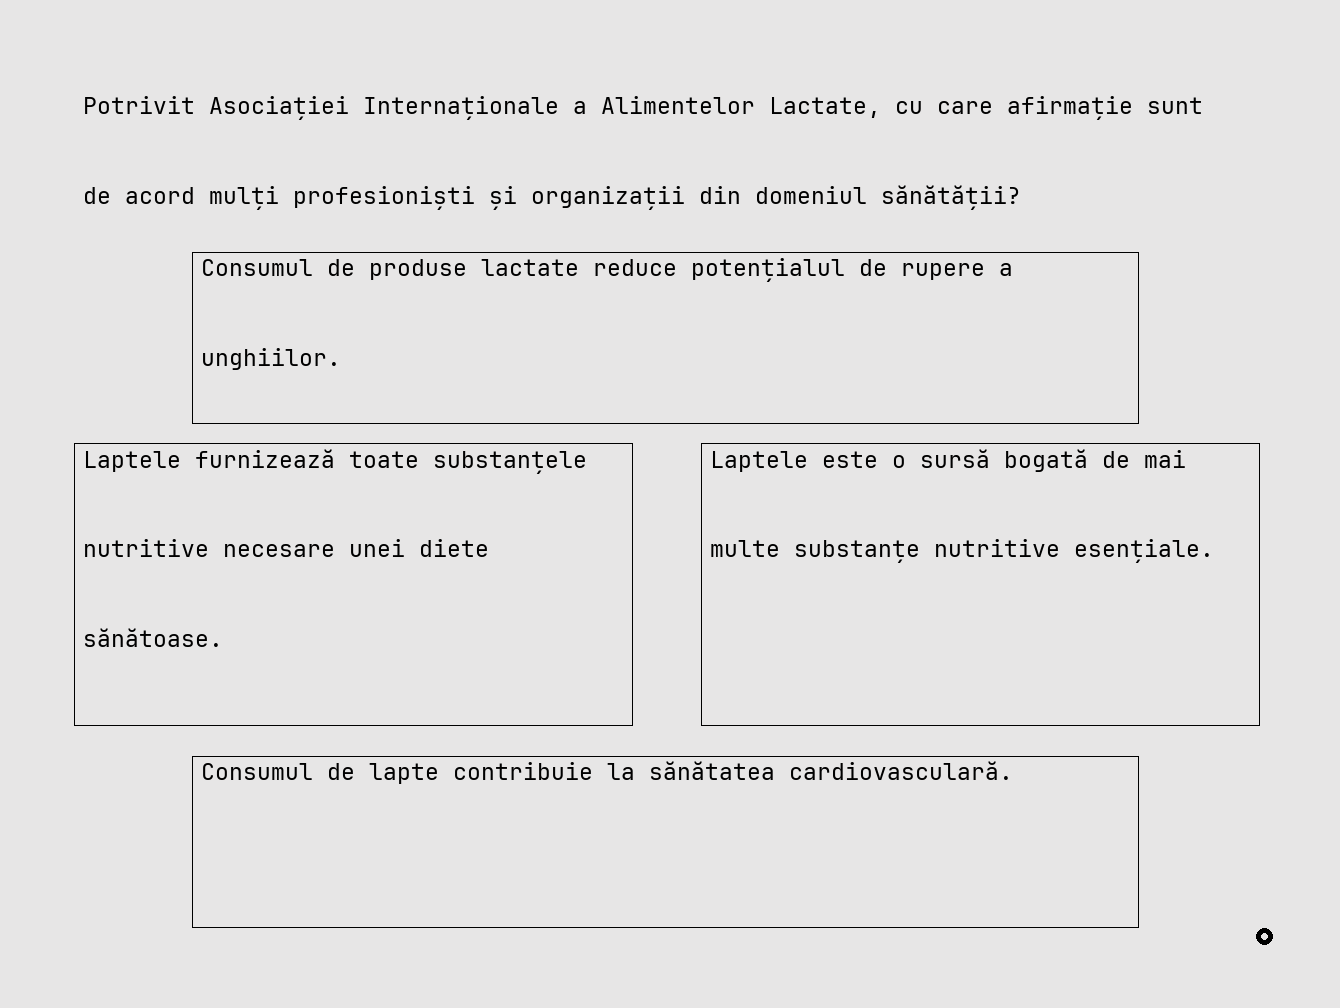 Potrivit Asociației Internaționale a Alimentelor Lactate, cu care afirmație sunt
de acord mulți profesioniști și organizații din domeniul sănătății?
Consumul de produse lactate reduce potențialul de rupere a
unghiilor.
Laptele furnizează toate substanțele
nutritive necesare unei diete
sănătoase.
Laptele este o sursă bogată de mai
multe substanțe nutritive esențiale.
Consumul de lapte contribuie la sănătatea cardiovasculară.